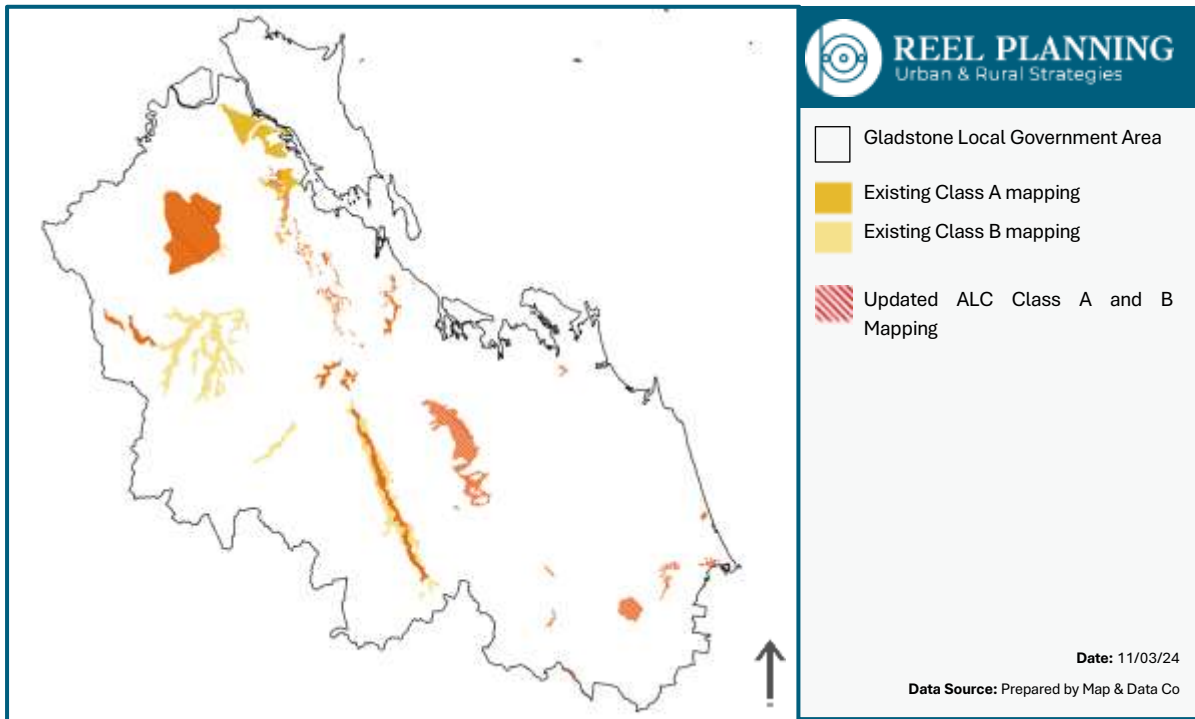 REEL PLANNING
Urban & Rural Strategies
Gladstone Local Government Area
Existing Class A mapping
Existing Class B mapping
Updated ALC Class A and B
Mapping
Date: 11/03/24
Data Source: Prepared by Map & Data Co